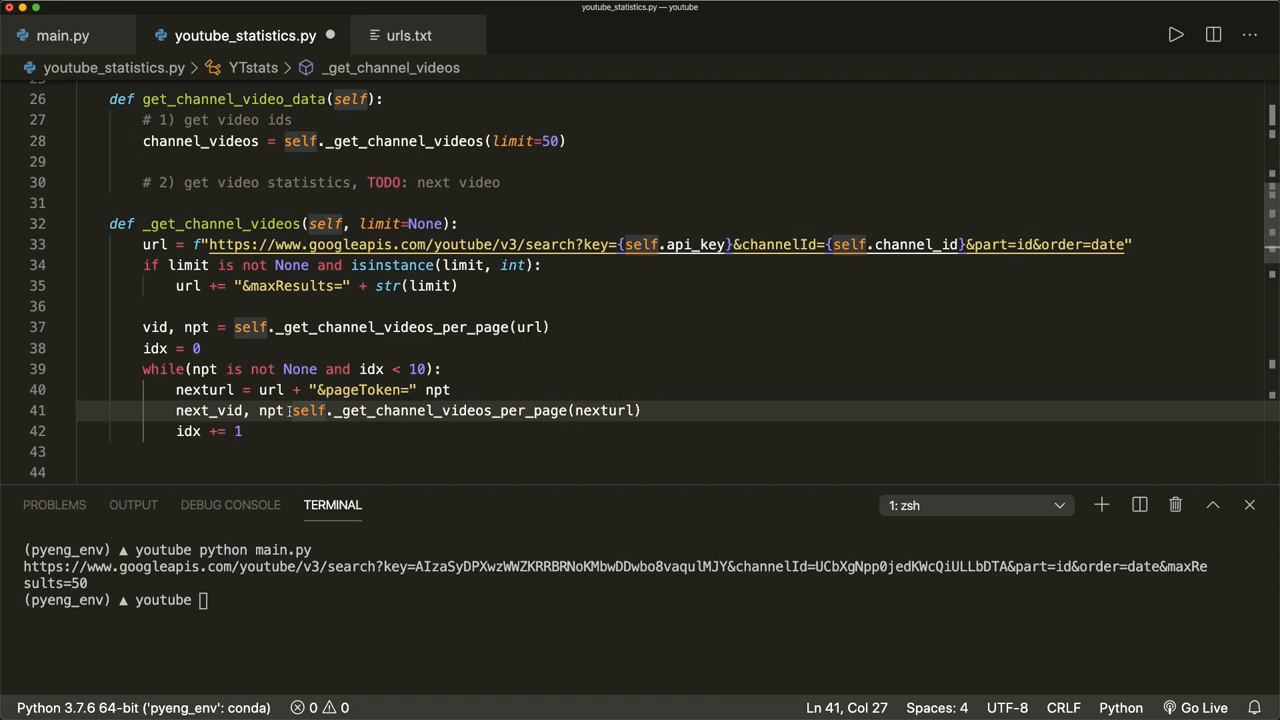 youtube_statistics.py — youtube
main.py
youtube_statistics.py
urls.txt
youtube_statistics.py > YTstats > _get_channel_videos
26 def get_channel_video_data(self):
27 # 1) get video ids
28 channel_videos = self._get_channel_videos(limit=50)
29
30 # 2) get video statistics, TODO: next video
31
32 def _get_channel_videos(self, limit=None):
33 url = f"https://www.googleapis.com/youtube/v3/search?key={self.api_key}&channelId={self.channel_id}&part=id&order=date"
34 if limit is not None and isinstance(limit, int):
35 url += "&maxResults=" + str(limit)
36
37 vid, npt = self._get_channel_videos_per_page(url)
38 idx = 0
39 while(npt is not None and idx < 10):
40 nexturl = url + "&pageToken=" npt
41 next_vid, npt self._get_channel_videos_per_page(nexturl)
42 idx += 1
43
44
PROBLEMS OUTPUT DEBUG CONSOLE TERMINAL
1: zsh
(pyeng_env) ▲ youtube python main.py
https://www.googleapis.com/youtube/v3/search?key=AIzaSyDPXwzWWZKRRBRNoKMbwDDwbo8vaqulMJY&channelId=UCbXgNpp0jedKWcQiULLbDTA&part=id&order=date&maxRe
sults=50
(pyeng_env) ▲ youtube
Python 3.7.6 64-bit ('pyeng_env': conda) 0 0 Ln 41, Col 27 Spaces: 4 UTF-8 CRLF Python Go Live